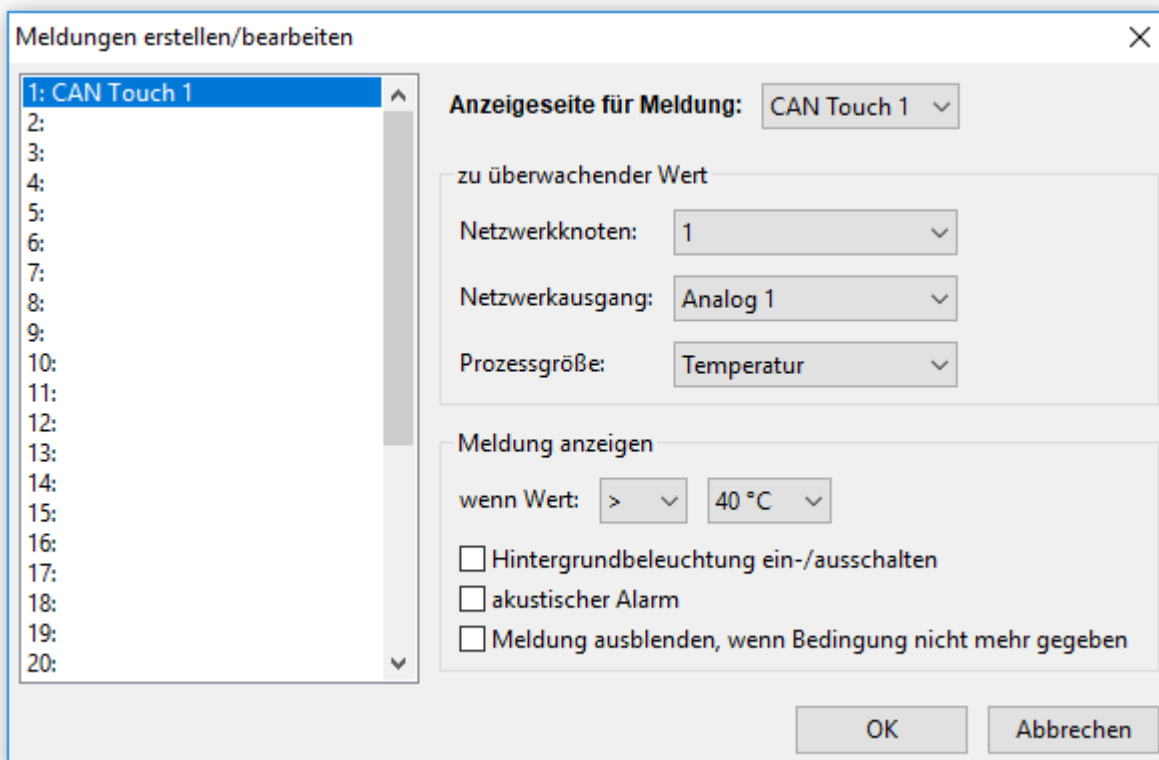 Meldungen erstellen/bearbeiten
1: CAN Touch 1
2:
3:
4:
5:
6:
7:
8:
9:
10:
11:
12:
13:
14:
15:
16:
17:
18:
19:
20:
Anzeigeseite für Meldung: CAN Touch 1
zu überwachender Wert
Netzwerkknoten: 1
Netzwerkausgang: Analog 1
Prozessgröße: Temperatur
Meldung anzeigen
wenn Wert: > 40 °C
Hintergrundbeleuchtung ein-/ausschalten
akustischer Alarm
Meldung ausblenden, wenn Bedingung nicht mehr gegeben
OK Abbrechen